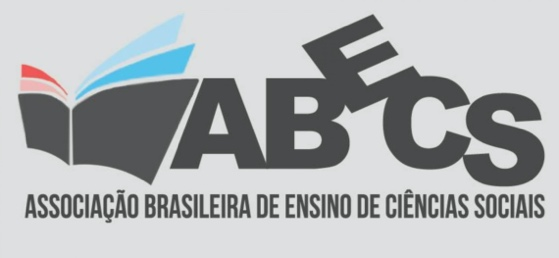 ABECS
ASSOCIAÇÃO BRASILEIRA DE ENSINO DE CIÊNCIAS SOCIAIS